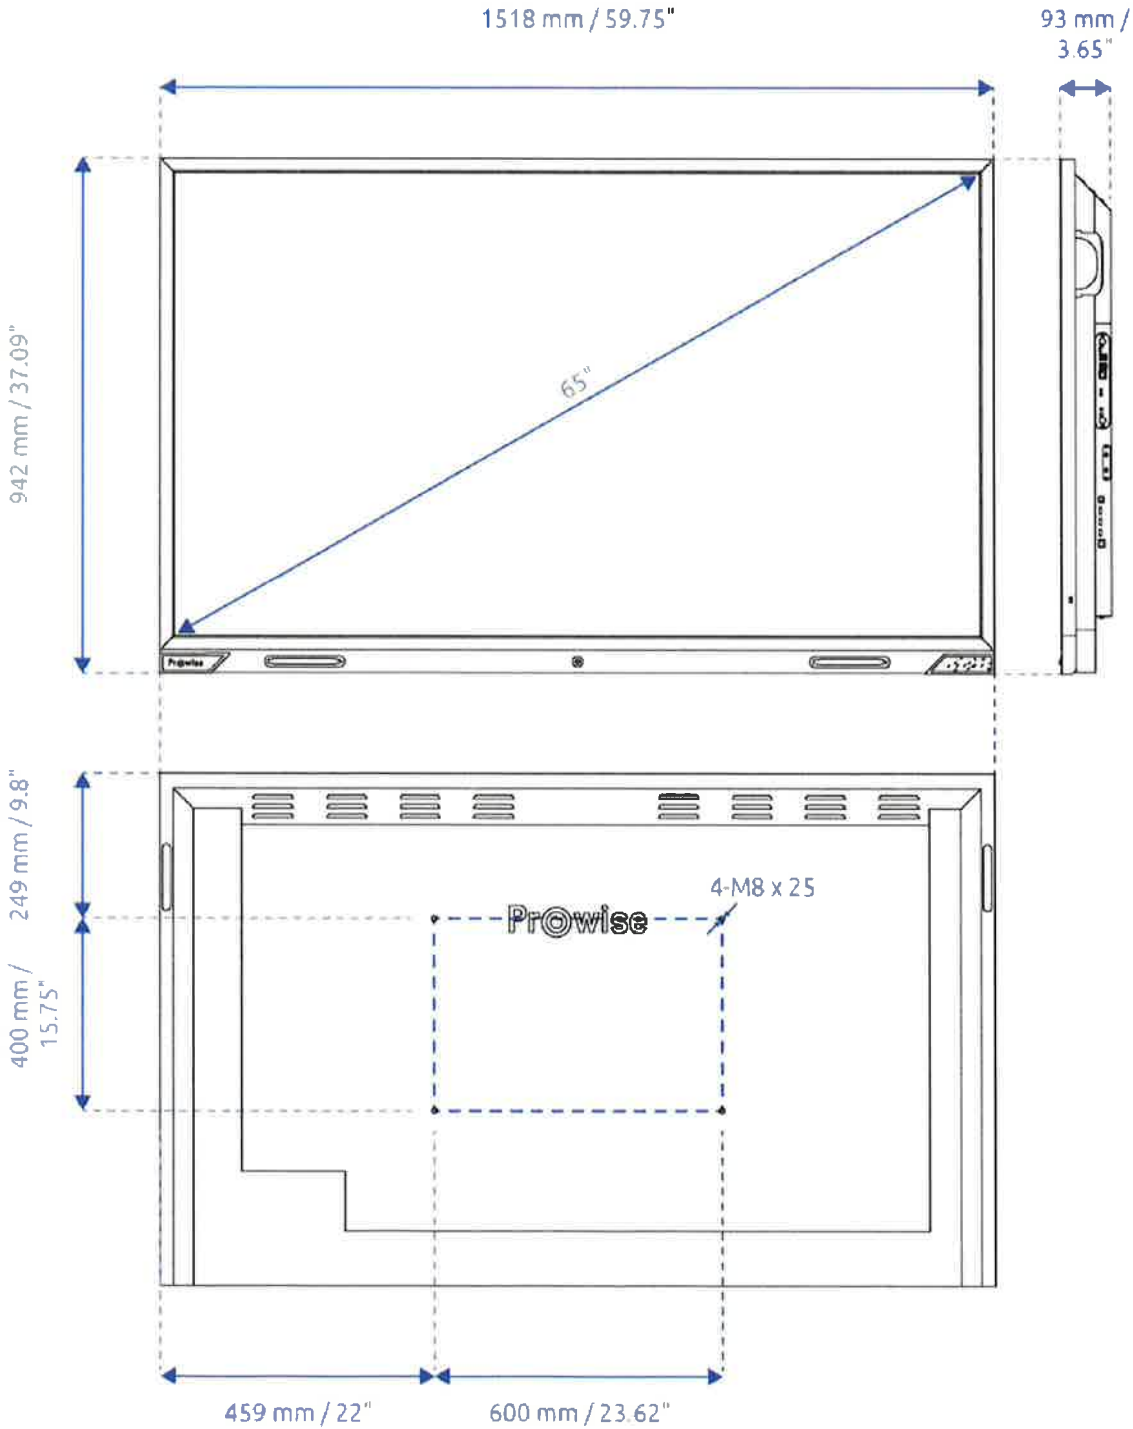 1518 mm / 59.75"
93 mm /
3.65"
942 mm / 37.09"
65"
Prowise
249 mm / 9.8"
4-M8 x 25
Prowise
400 mm /
15.75"
459 mm / 22"
600 mm / 23.62"